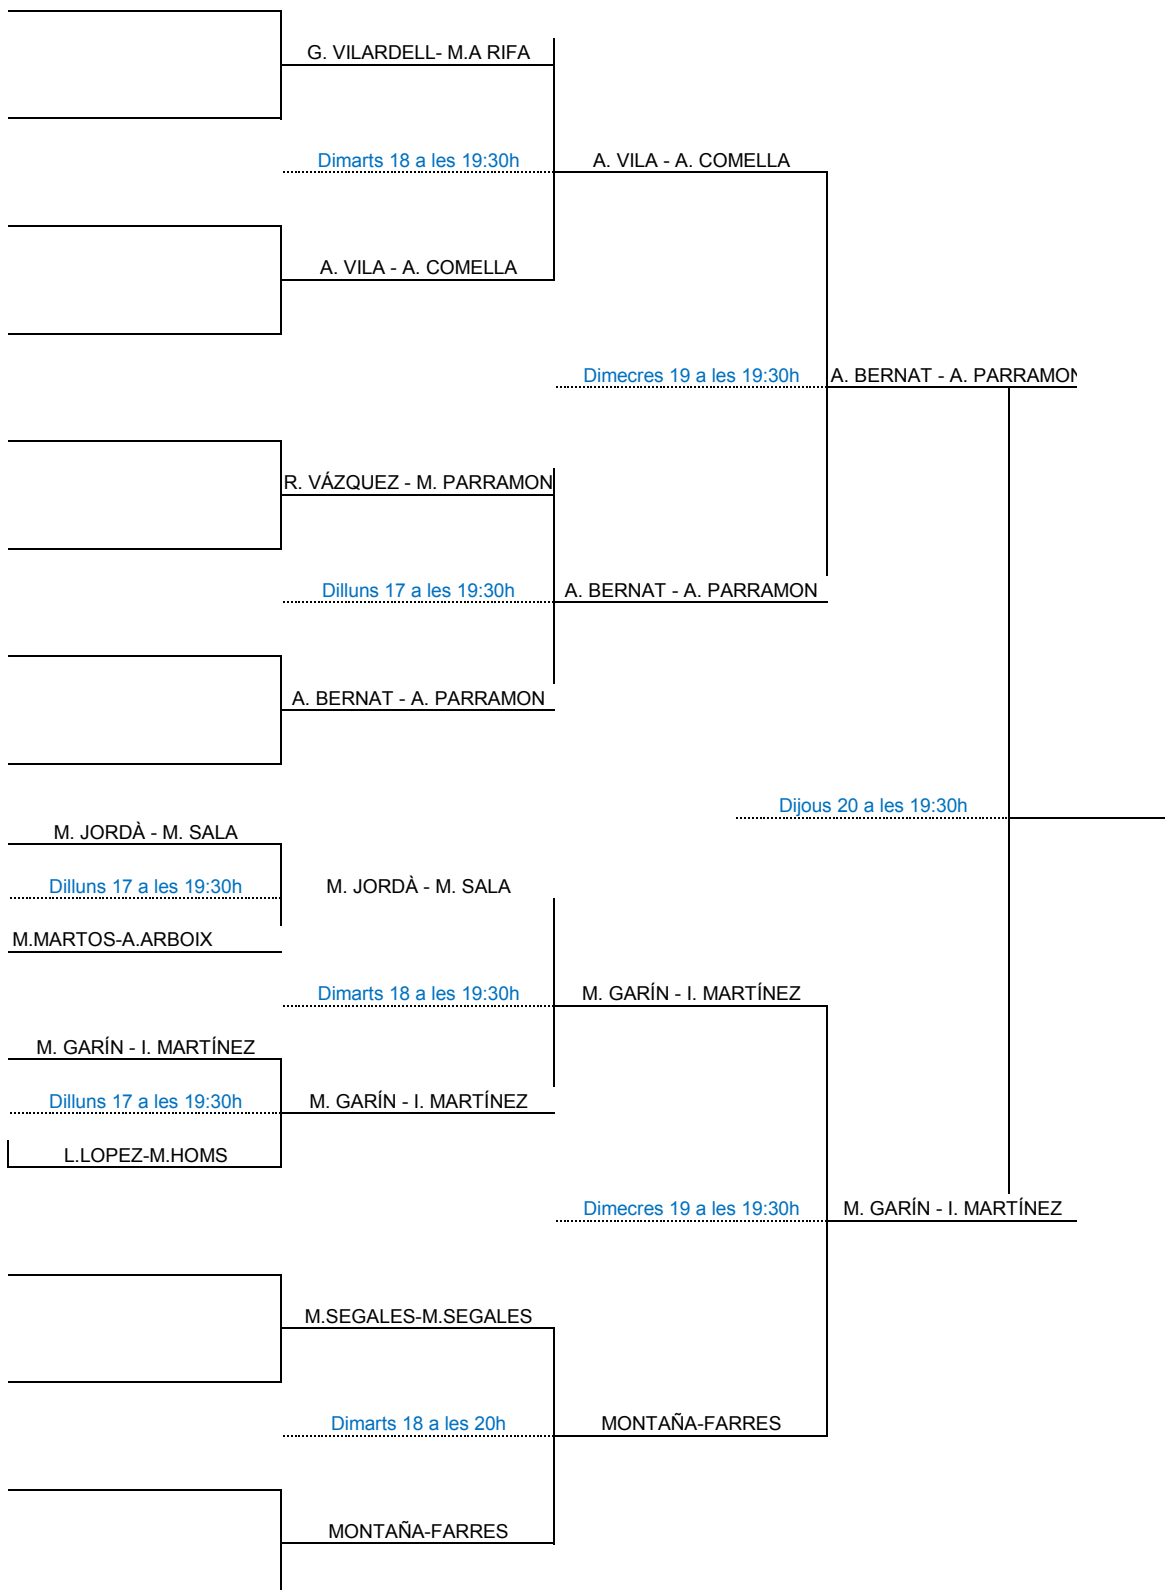 G. VILARDELL- M.A RIFA
Dimarts 18 a les 19:30h
A. VILA - A. COMELLA
A. VILA - A. COMELLA
Dimecres 19 a les 19:30h
A. BERNAT - A. PARRAMON
R. VÁZQUEZ - M. PARRAMON
Dilluns 17 a les 19:30h
A. BERNAT - A. PARRAMON
A. BERNAT - A. PARRAMON
Dijous 20 a les 19:30h
M. JORDÀ - M. SALA
Dilluns 17 a les 19:30h
M. JORDÀ - M. SALA
M.MARTOS-A.ARBOIX
Dimarts 18 a les 19:30h
M. GARÍN - I. MARTÍNEZ
M. GARÍN - I. MARTÍNEZ
Dilluns 17 a les 19:30h
M. GARÍN - I. MARTÍNEZ
L.LOPEZ-M.HOMS
Dimecres 19 a les 19:30h
M. GARÍN - I. MARTÍNEZ
M.SEGALES-M.SEGALES
Dimarts 18 a les 20h
MONTAÑA-FARRES
MONTAÑA-FARRES